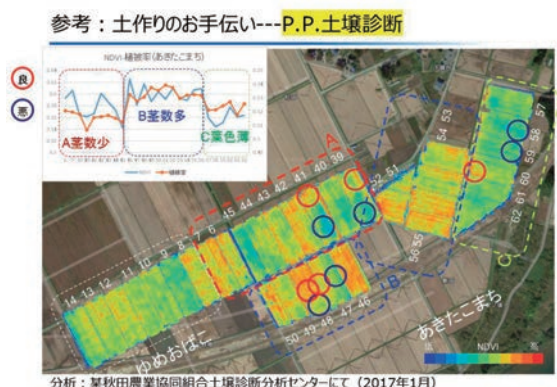 参考：土作りのお手伝い---P.P.土壌診断
良
悪
NDVI-植被率(あきたこまち)
A茎数少
B茎数多
C葉色薄
NDVI
植被率
A
B
C
14 13 12 11 10 9 8 7 6 45 44 43 42 41 40 39
52 51
54 53
56 55
57 58 59 60 61 62
50 49 48 47 46
ゆめおばこ
あきたこまち
NDVI
分析：某秋田農業協同組合土壌診断分析センターにて（2017年1月）